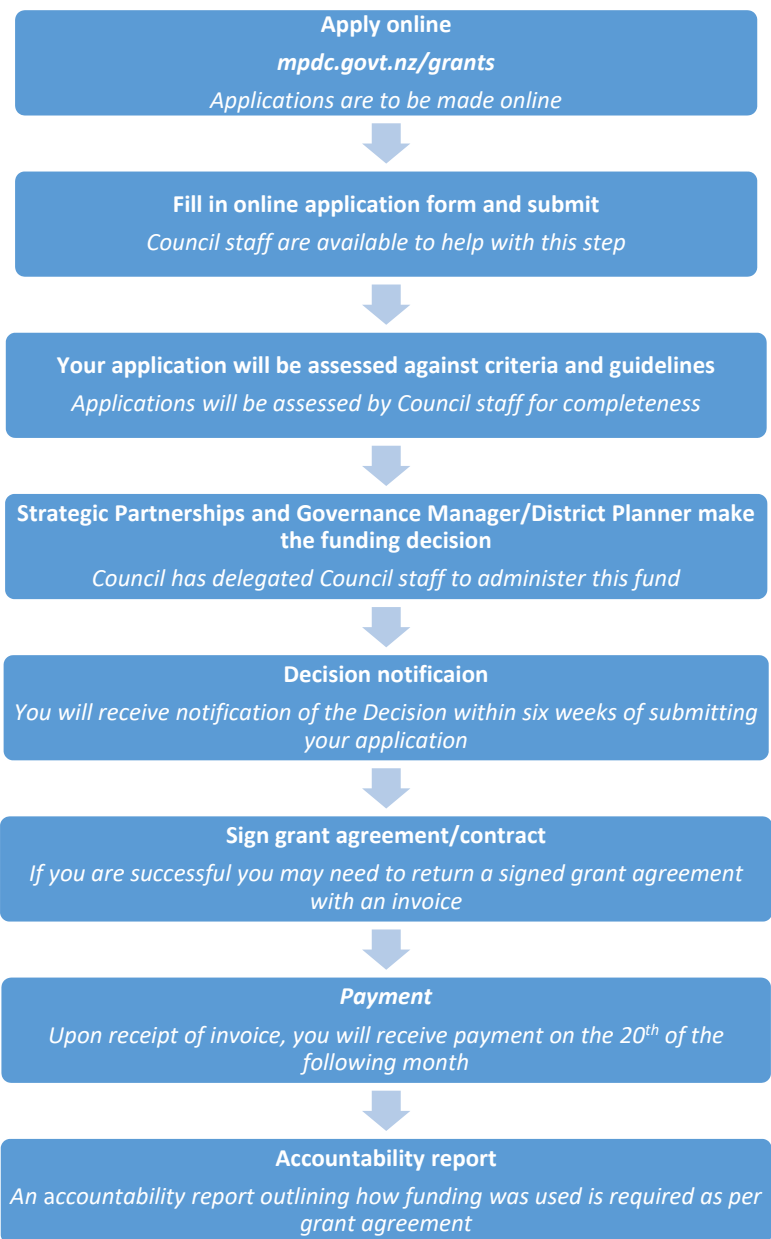 Apply online
mpdc.govt.nz/grants
Applications are to be made online
Fill in online application form and submit
Council staff are available to help with this step
Your application will be assessed against criteria and guidelines
Applications will be assessed by Council staff for completeness
Strategic Partnerships and Governance Manager/District Planner make
the funding decision
Council has delegated Council staff to administer this fund
Decision notificaion
You will receive notification of the Decision within six weeks of submitting
your application
Sign grant agreement/contract
If you are successful you may need to return a signed grant agreement
with an invoice
Payment
Upon receipt of invoice, you will receive payment on the 20th of the
following month
Accountability report
An accountability report outlining how funding was used is required as per
grant agreement